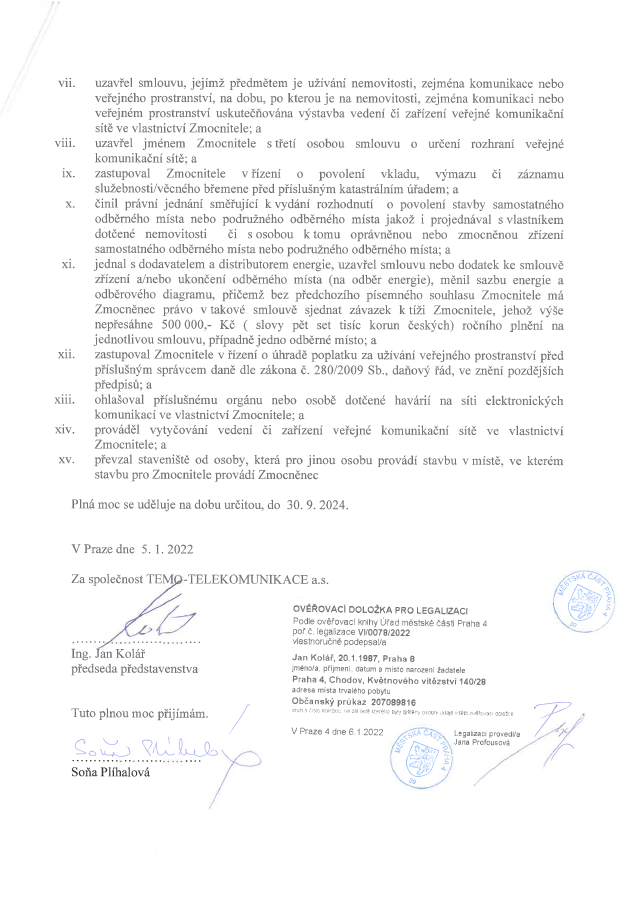 vii. uzavřel smlouvu, jejímž předmětem je užívání nemovitosti, zejména komunikace nebo
veřejného prostranství, na dobu, po kterou je na nemovitosti, zejména komunikaci nebo
veřejném prostranství uskutečňována výstavba vedení či zařízení veřejné komunikační
sítě ve vlastnictví Zmocnitele; a
viii. uzavřel jménem Zmocnitele s třetí osobou smlouvu o určení rozhraní veřejné
komunikační sítě; a
ix. zastupoval Zmocnitele v řízení o povolení vkladu, výmazu či záznamu
služebnosti/věcného břemene před příslušným katastrálním úřadem; a
x. činil právní jednání směřující k vydání rozhodnutí o povolení stavby samostatného
odběrného místa nebo podružného odběrného místa jakož i projednával s vlastníkem
dotčené nemovitosti či s osobou k tomu oprávněnou nebo zmocněnou zřízení
samostatného odběrného místa nebo podružného odběrného místa; a
xi. jednal s dodavatelem a distributorem energie, uzavřel smlouvu nebo dodatek ke smlouvě
zřízení a/nebo ukončení odběrného místa (na odběr energie), měnil sazbu energie a
odběrového diagramu, přičemž bez předchozího písemného souhlasu Zmocnitele má
Zmocněnec právo v takové smlouvě sjednat závazek k tíži Zmocnitele, jehož výše
nepřesáhne 500 000,- Kč ( slovy pět set tisíc korun českých) ročního plnění na
jednotlivou smlouvu, případně jedno odběrné místo; a
xii. zastupoval Zmocnitele v řízení o úhradě poplatku za užívání veřejného prostranství před
příslušným správcem daně dle zákona č. 280/2009 Sb., daňový řád, ve znění pozdějších
předpisů; a
xiii. ohlašoval příslušnému orgánu nebo osobě dotčené havárií na síti elektronických
komunikací ve vlastnictví Zmocnitele; a
xiv. prováděl vytyčování vedení či zařízení veřejné komunikační sítě ve vlastnictví
Zmocnitele; a
xv. převzal staveniště od osoby, která pro jinou osobu provádí stavbu v místě, ve kterém
stavbu pro Zmocnitele provádí Zmocněnec
Plná moc se uděluje na dobu určitou, do 30. 9. 2024.
V Praze dne 5. 1. 2022
Za společnost TEMO-TELEKOMUNIKACE a.s.
Ing. Jan Kolář
předseda představenstva
Tuto plnou moc přijímám.
Soňa Plíhalová
OVĚŘOVACÍ DOLOŽKA PRO LEGALIZACI
Podle ověřovací knihy Úřad městské části Praha 4
poř.č. legalizace VI/0078/2022
vlastnoručně podepsal/a
Jan Kolář, 20.1.1987, Praha 8
jméno/a, příjmení, datum a místo narození žadatele
Praha 4, Chodov, Květnového vítězství 140/28
adresa místa trvalého pobytu
Občanský průkaz 207089816
V Praze 4 dne 6.1.2022
Legalizaci provedl/a
Jana Profousová
MĚSTSKÁ ČÁST PRAHA 4
MĚSTSKÁ ČÁST PRAHA 4